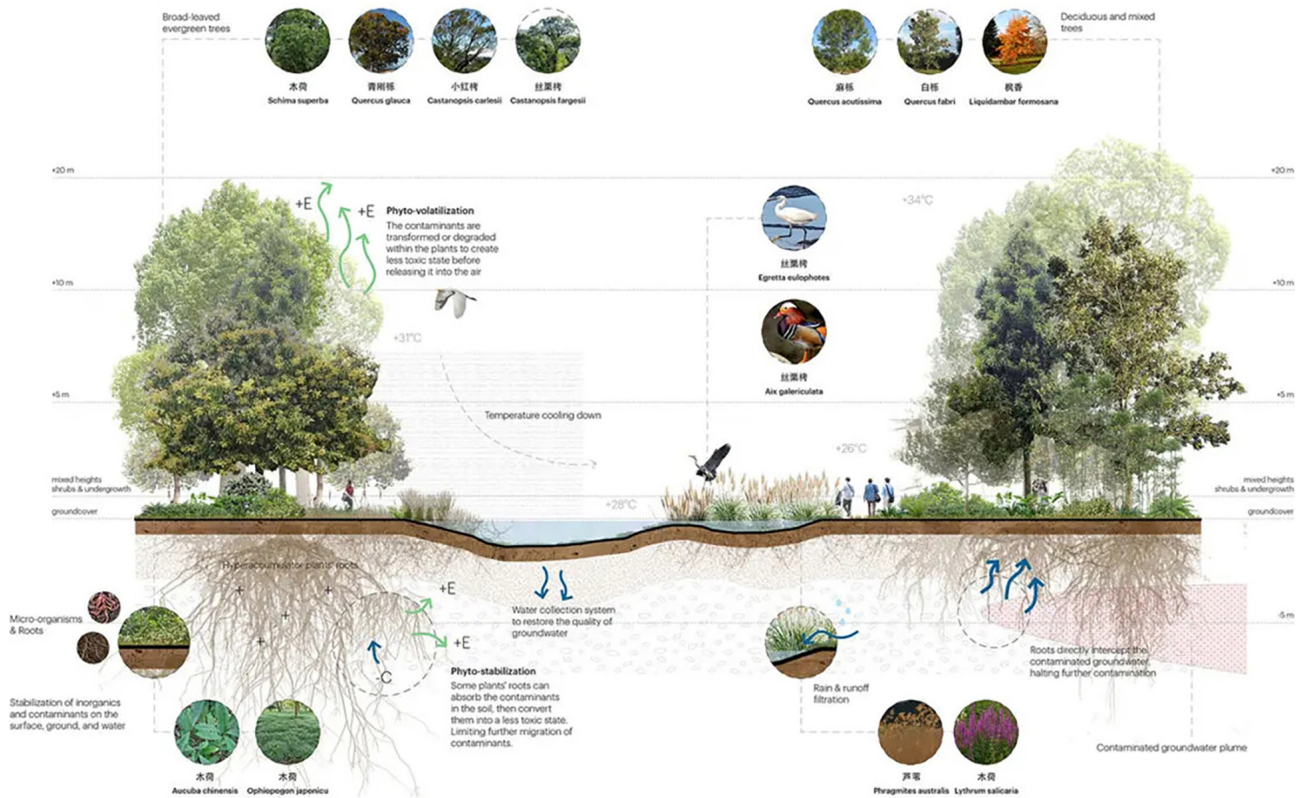 Broad-leaved
evergreen trees
木荷
Schima superba
青刚栎
Quercus glauca
小红栲
Castanopsis carlesii
丝栗栲
Castanopsis fargesii
麻栎
Quercus acutissima
白栎
Quercus fabri
枫香
Liquidambar formosana
Deciduous and mixed
trees
+20 m
+20 m
+E
+E
Phyto-volatilization
The contaminants are
transformed or degraded
within the plants to create
less toxic state before
releasing it into the air
+34°C
丝栗栲
Egretta eulophotes
+10 m
+10 m
+31°C
丝栗栲
Aix galericulata
+5 m
+5 m
Temperature cooling down
+26°C
mixed heights
shrubs & undergrowth
mixed heights
shrubs & undergrowth
+28°C
groundcover
groundcover
Hyperaccumulator plants' roots
+E
+E
C
Micro-organisms
& Roots
Water collection system
to restore the quality of
groundwater
-5 m
Roots directly intercept the
contaminated groundwater,
halting further contamination
Phyto-stabilization
Some plants' roots can
absorb the contaminants
in the soil, then convert
them into a less toxic state.
Limiting further migration of
contaminants.
Rain & runoff
filtration
Stabilization of inorganics
and contaminants on the
surface, ground, and water
Contaminated groundwater plume
木荷
Aucuba chinensis
木荷
Ophiopogon japonicu
芦苇
Phragmites australis
木荷
Lythrum salicaria